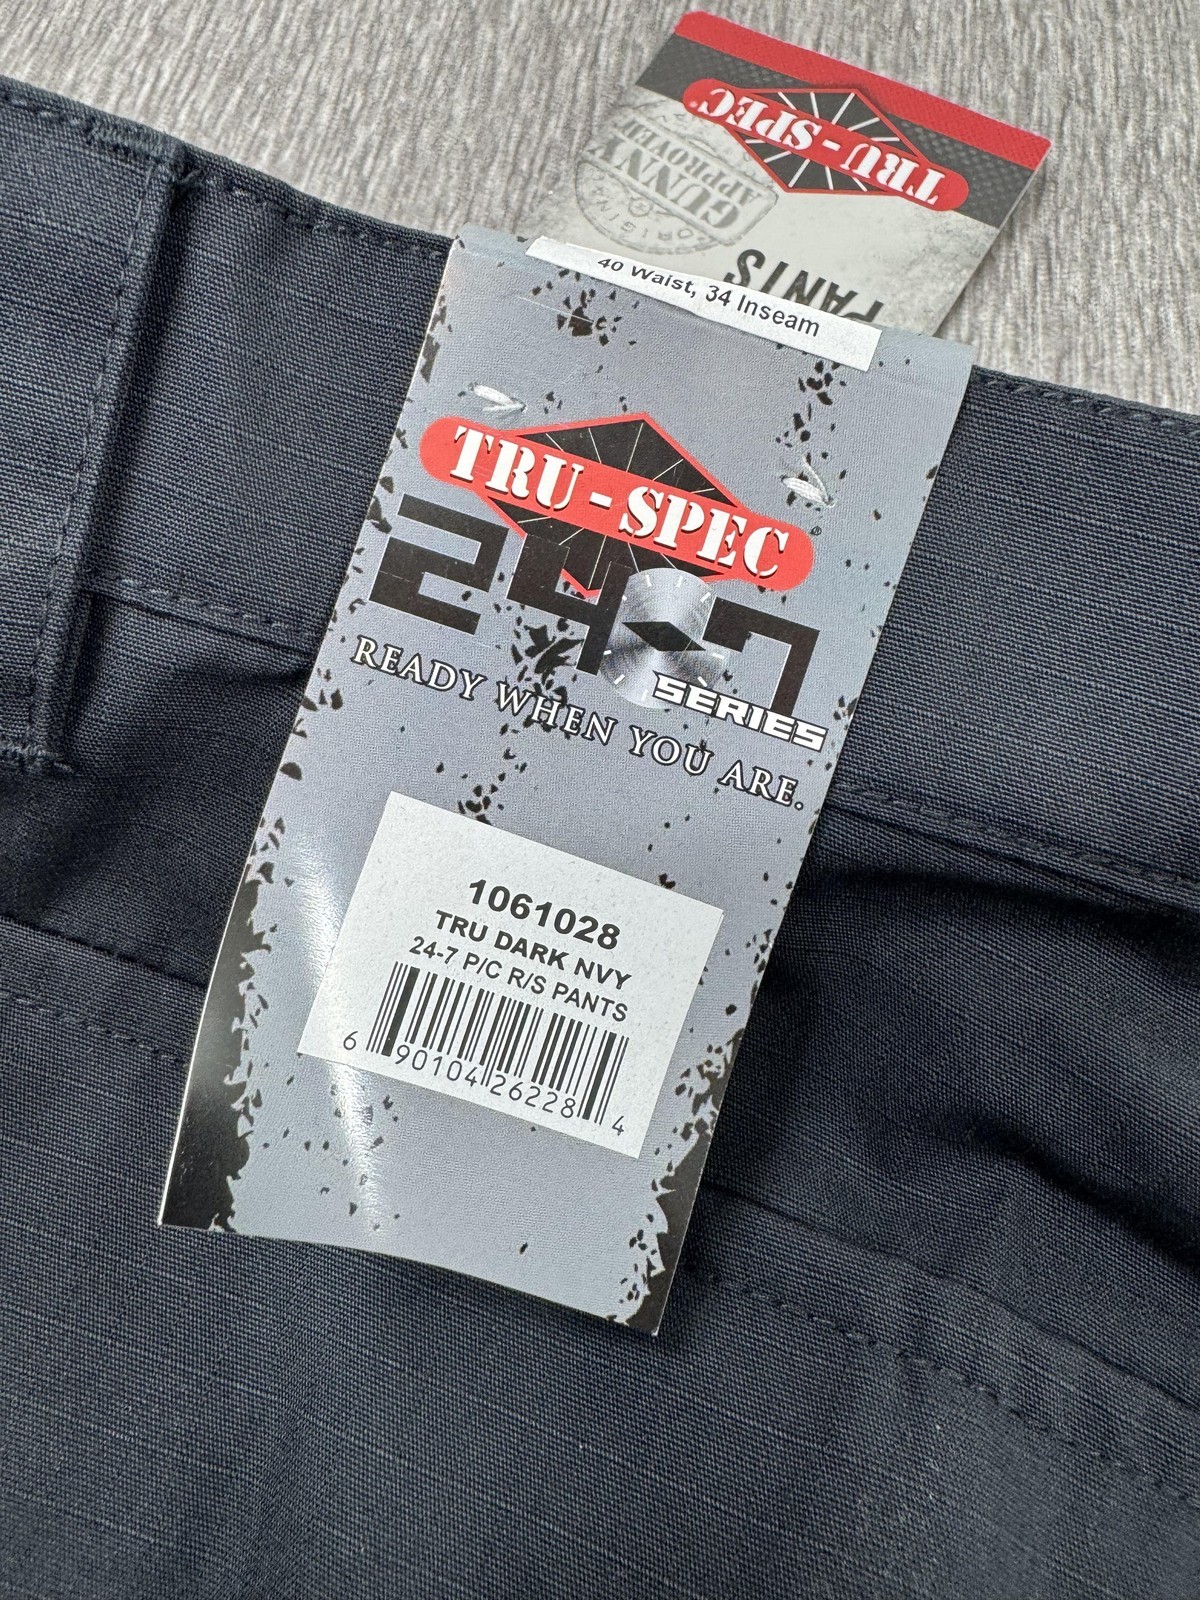 TRU-SPEC®
ORIGIN
GUNNY
APPROVED
PANTS
40 Waist, 34 Inseam
TRU-SPEC®
24-7
SERIES
READY WHEN YOU ARE.
1061028
TRU DARK NVY
24-7 P/C R/S PANTS
6 90104 26228 4